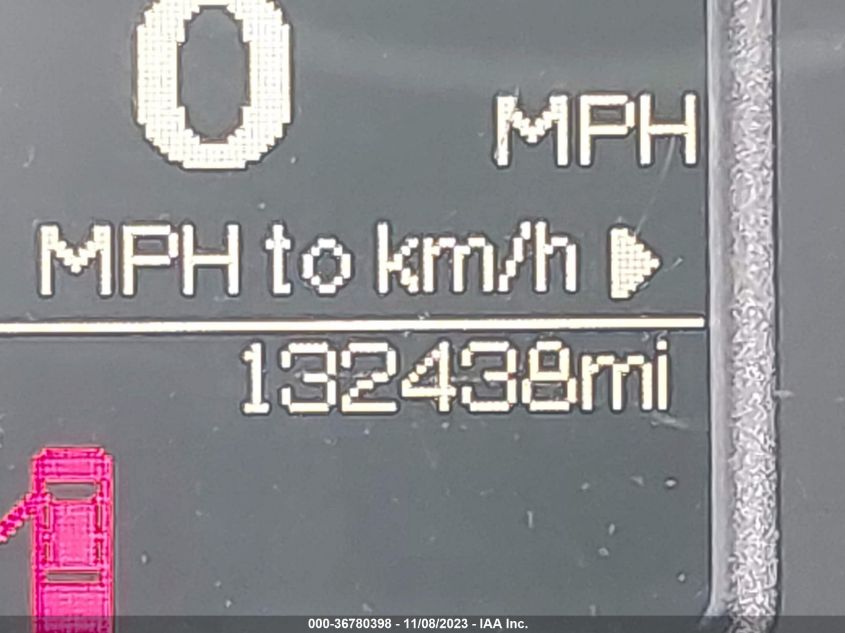 0 MPH
MPH to km/h ▶
132438mi
000-36780398 - 11/08/2023 - IAA Inc.